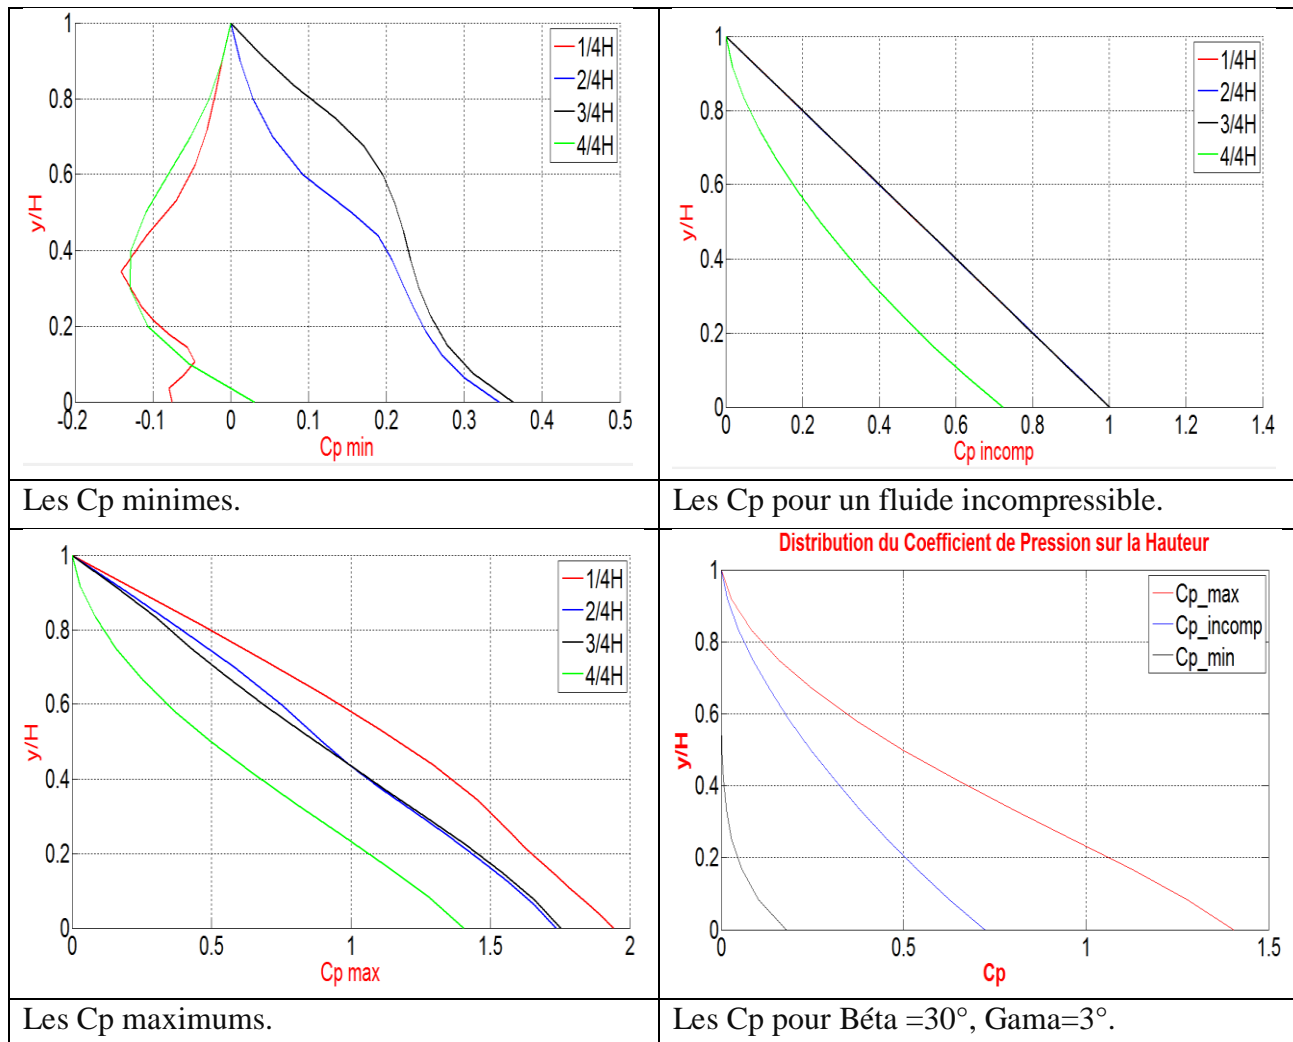 1
0.8
0.6
0.4
0.2
0
y/H
-0.2
-0.1
0
0.1
0.2
0.3
0.4
0.5
Cp min
1/4H
2/4H
3/4H
4/4H
1
0.8
0.6
0.4
0.2
0
y/H
0
0.2
0.4
0.6
0.8
1
1.2
1.4
Cp incomp
1/4H
2/4H
3/4H
4/4H
Les Cp minimes.
Les Cp pour un fluide incompressible.
1
0.8
0.6
0.4
0.2
0
y/H
0
0.5
1
1.5
2
Cp max
1/4H
2/4H
3/4H
4/4H
Distribution du Coefficient de Pression sur la Hauteur
1
0.8
0.6
0.4
0.2
0
y/H
0
0.5
1
1.5
Cp
Cp_max
Cp_incomp
Cp_min
Les Cp maximums.
Les Cp pour Béta =30°, Gama=3°.